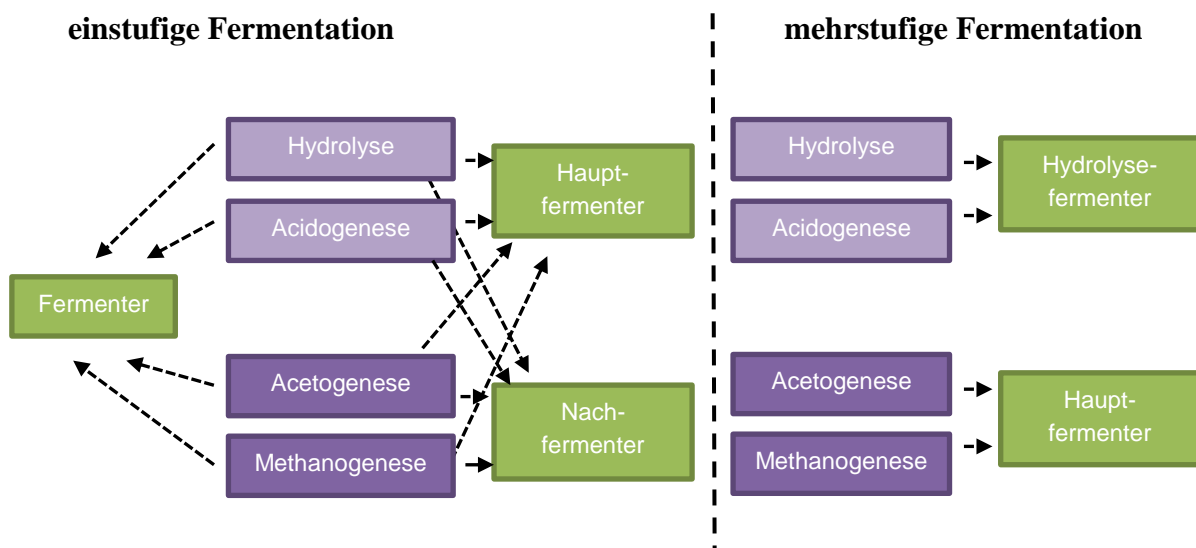 einstufige Fermentation
mehrstufige Fermentation
Hydrolyse
Acidogenese
Haupt-
fermenter
Fermenter
Acetogenese
Methanogenese
Nach-
fermenter
Hydrolyse
Acidogenese
Hydrolyse-
fermenter
Acetogenese
Methanogenese
Haupt-
fermenter